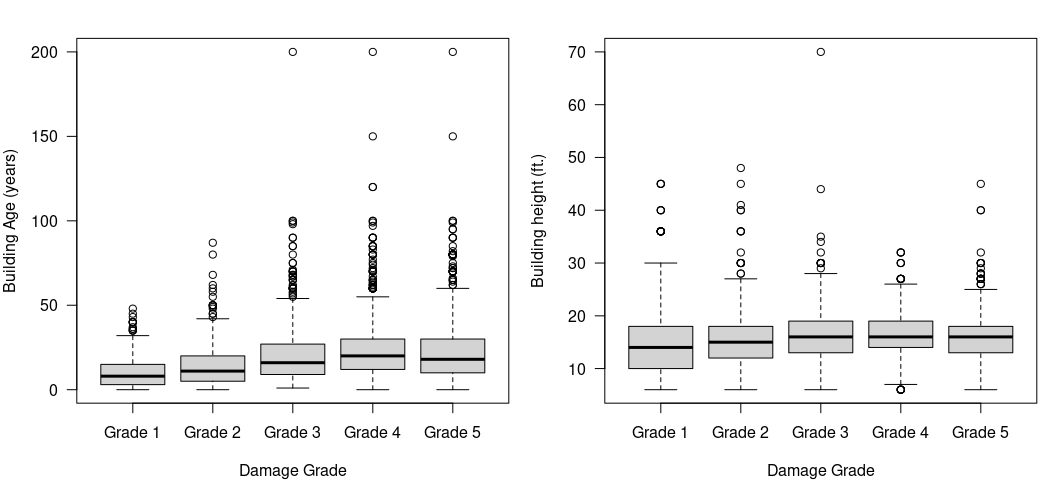 200
150
100
50
0
Building Age (years)
Grade 1 Grade 2 Grade 3 Grade 4 Grade 5
Damage Grade
70
60
50
40
30
20
10
Building height (ft.)
Grade 1 Grade 2 Grade 3 Grade 4 Grade 5
Damage Grade